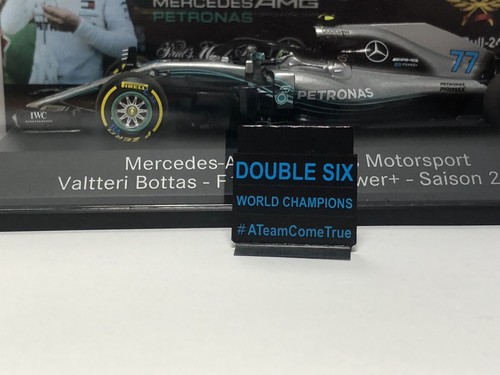 MERCEDES AMG
PETRONAS
77
PETRONAS
PIRELLI
IWC
Mercedes-A
Motorsport
Valtteri Bottas - F
wer+ - Saison 2
DOUBLE SIX
WORLD CHAMPIONS
#ATeamComeTrue